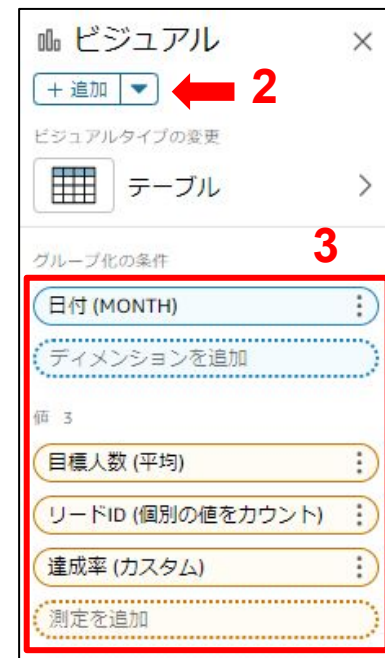 ビジュアル
+ 追加
2
ビジュアルタイプの変更
テーブル
グループ化の条件
3
日付 (MONTH)
ディメンションを追加
値 3
目標人数 (平均)
リードID (個別の値をカウント)
達成率 (カスタム)
測定を追加